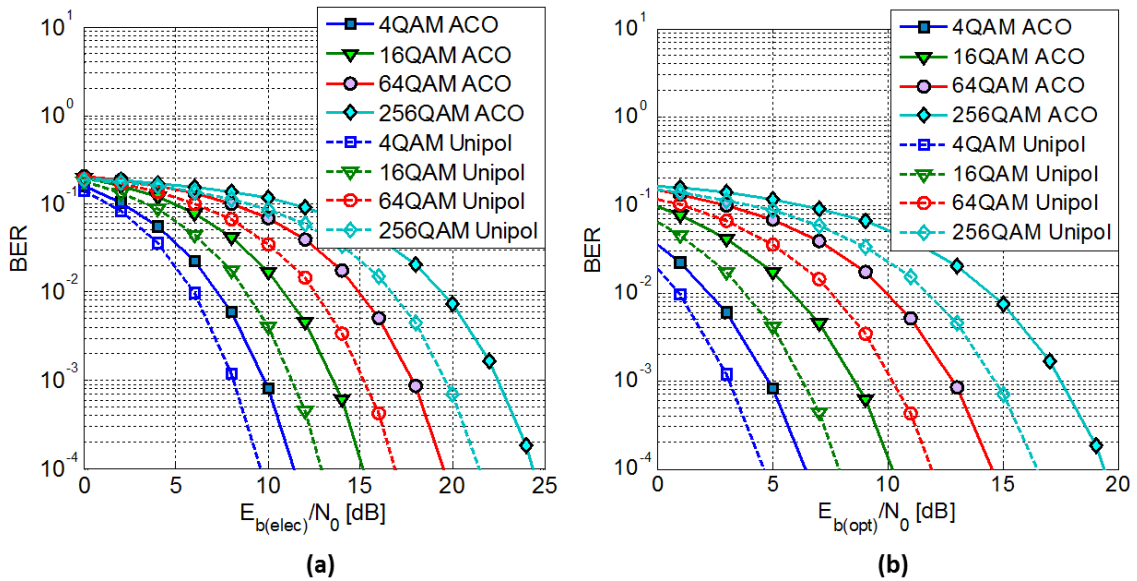 10^1
10^0
10^-1
10^-2
10^-3
10^-4
BER
0
5
10
15
20
25
E_b(elec)/N_0 [dB]
4QAM ACO
16QAM ACO
64QAM ACO
256QAM ACO
4QAM Unipol
16QAM Unipol
64QAM Unipol
256QAM Unipol
(a)
10^1
10^0
10^-1
10^-2
10^-3
10^-4
BER
0
5
10
15
20
E_b(opt)/N_0 [dB]
4QAM ACO
16QAM ACO
64QAM ACO
256QAM ACO
4QAM Unipol
16QAM Unipol
64QAM Unipol
256QAM Unipol
(b)